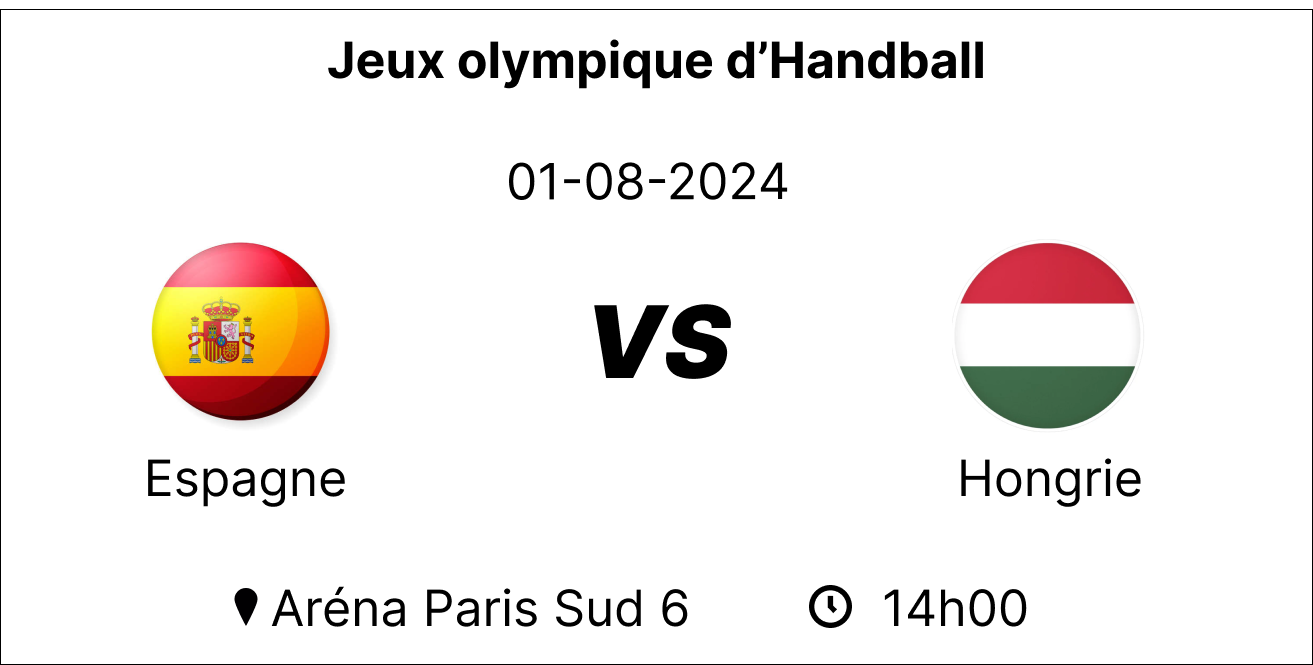 Jeux olympique d’Handball
01-08-2024
VS
Espagne
Hongrie
Aréna Paris Sud 6
14h00